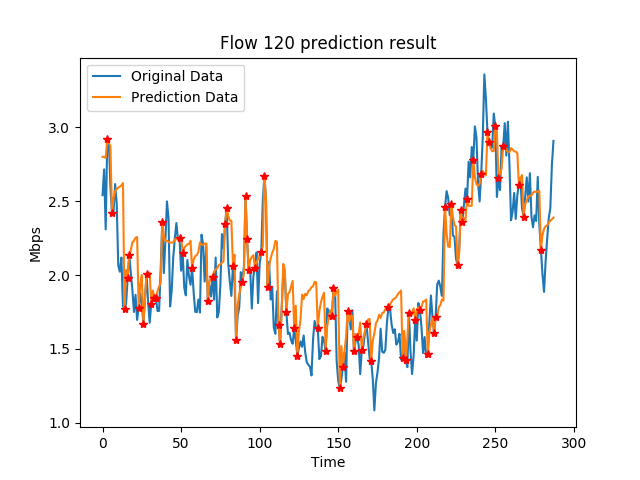 Flow 120 prediction result
Original Data
Prediction Data
Mbps
3.0
2.5
2.0
1.5
1.0
0 50 100 150 200 250 300
Time